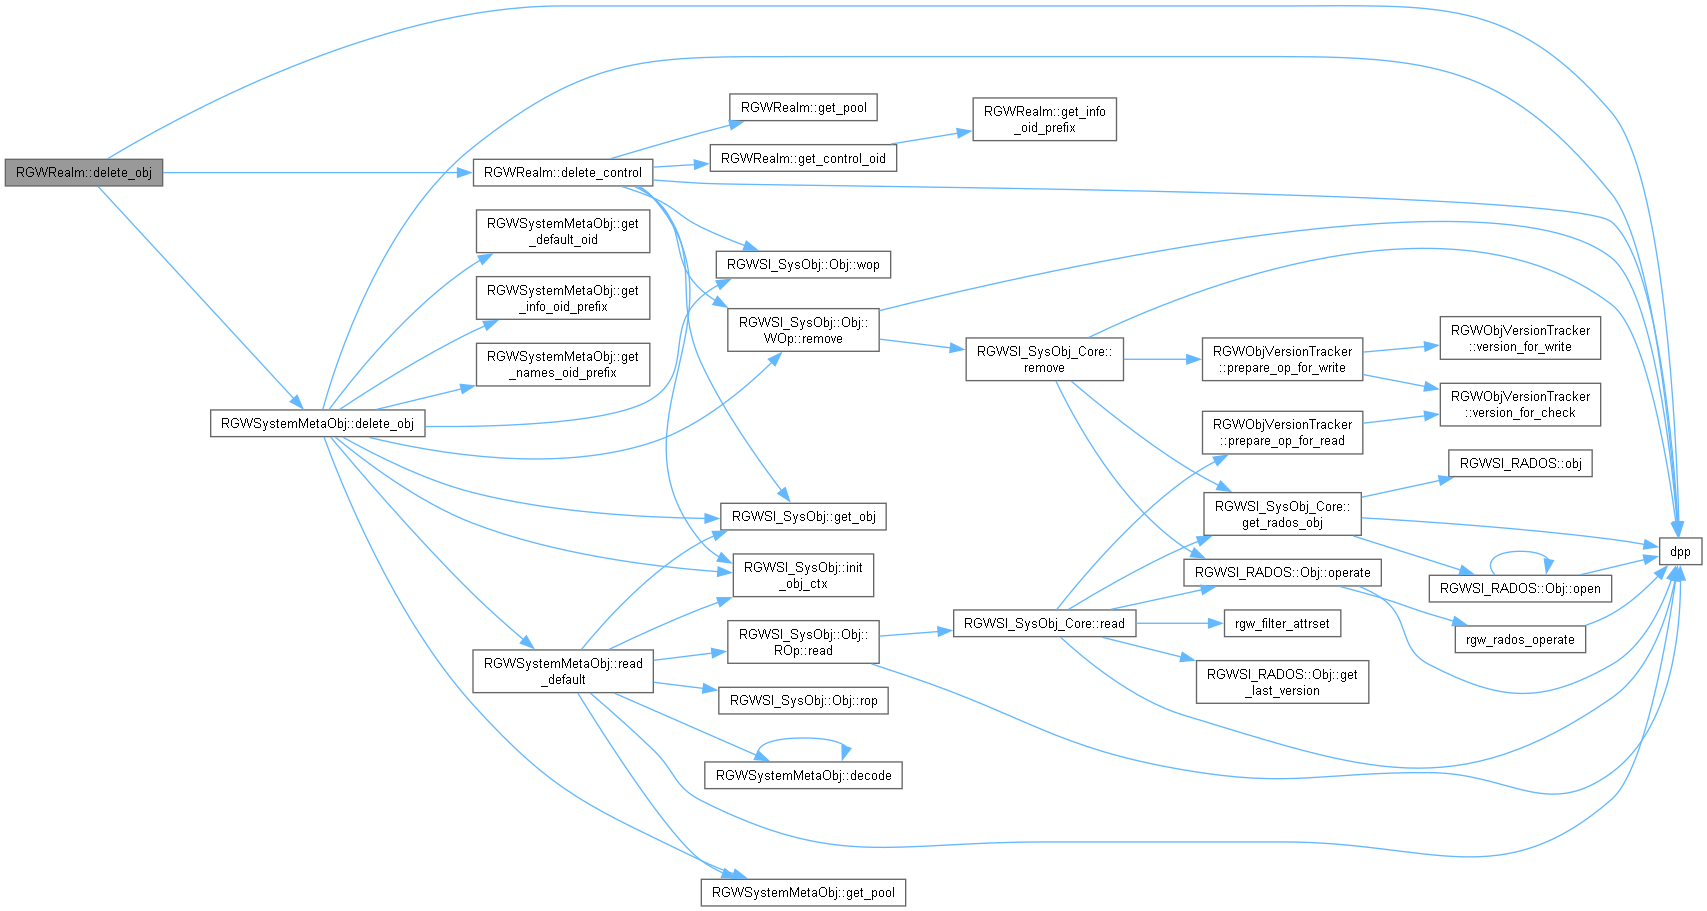 RGWRealm::delete_obj
RGWRealm::delete_control
RGWRealm::get_pool
RGWRealm::get_control_oid
RGWRealm::get_info
_oid_prefix
RGWSystemMetaObj::get
_default_oid
RGWSystemMetaObj::get
_info_oid_prefix
RGWSystemMetaObj::get
_names_oid_prefix
RGWSystemMetaObj::delete_obj
RGWSI_SysObj::Obj::wop
RGWSI_SysObj::Obj::
WOp::remove
RGWSI_SysObj::get_obj
RGWSI_SysObj::init
_obj_ctx
RGWSystemMetaObj::read
_default
RGWSI_SysObj::Obj::
ROp::read
RGWSI_SysObj::Obj::rop
RGWSystemMetaObj::decode
RGWSystemMetaObj::get_pool
RGWSI_SysObj_Core::
remove
RGWSI_SysObj_Core::read
RGWObjVersionTracker
::prepare_op_for_write
RGWObjVersionTracker
::prepare_op_for_read
RGWSI_SysObj_Core::
get_rados_obj
RGWSI_RADOS::Obj::operate
rgw_filter_attrset
RGWSI_RADOS::Obj::get
_last_version
RGWObjVersionTracker
::version_for_write
RGWObjVersionTracker
::version_for_check
RGWSI_RADOS::obj
RGWSI_RADOS::Obj::open
rgw_rados_operate
dpp